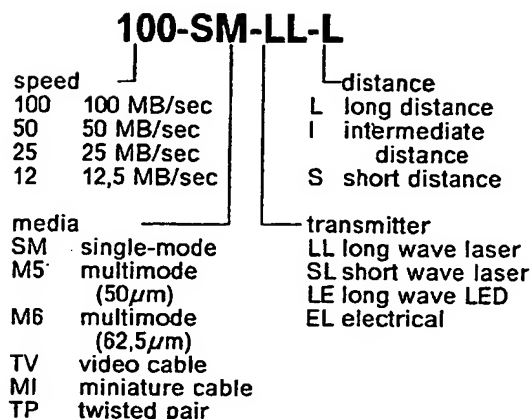 100-SM-LL-L
speed
100 100 MB/sec
50 50 MB/sec
25 25 MB/sec
12 12,5 MB/sec
distance
L long distance
I intermediate
distance
S short distance
media
SM single-mode
M5 multimode
(50μm)
M6 multimode
(62,5μm)
TV video cable
MI miniature cable
TP twisted pair
transmitter
LL long wave laser
SL short wave laser
LE long wave LED
EL electrical